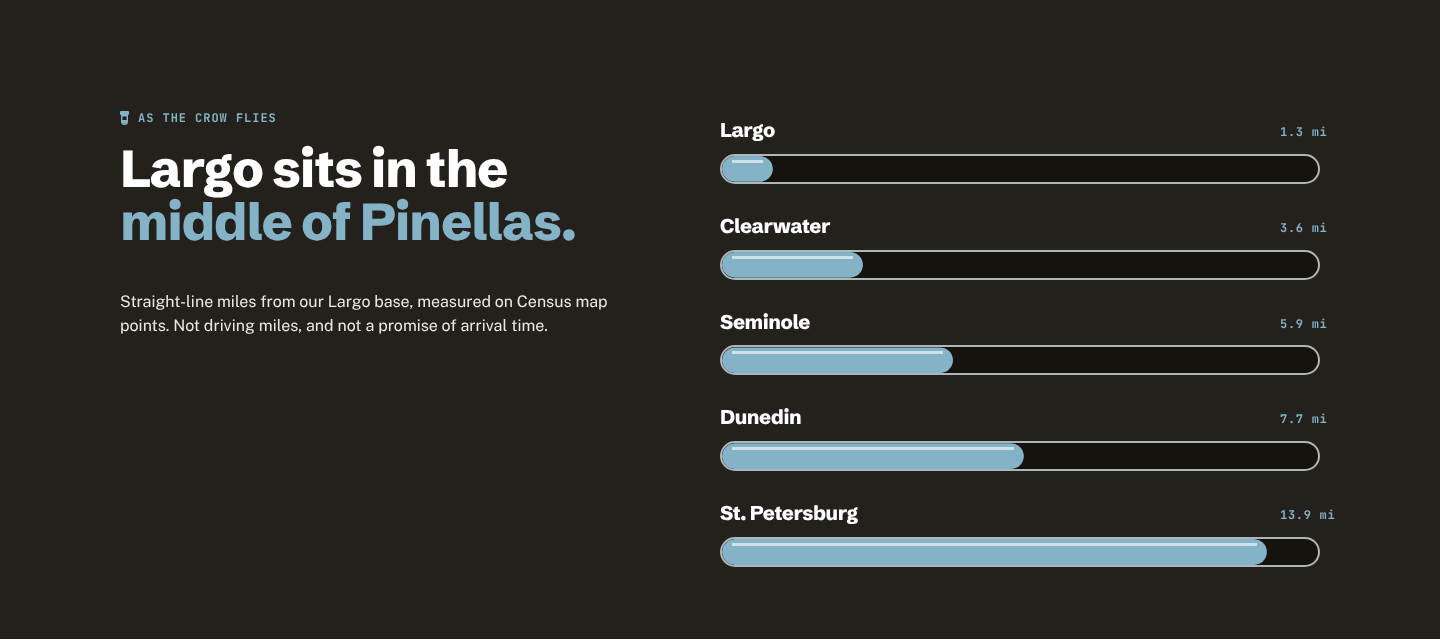 AS THE CROW FLIES
Largo sits in the
middle of Pinellas.
Straight-line miles from our Largo base, measured on Census map
points. Not driving miles, and not a promise of arrival time.
Largo 1.3 mi
Clearwater 3.6 mi
Seminole 5.9 mi
Dunedin 7.7 mi
St. Petersburg 13.9 mi